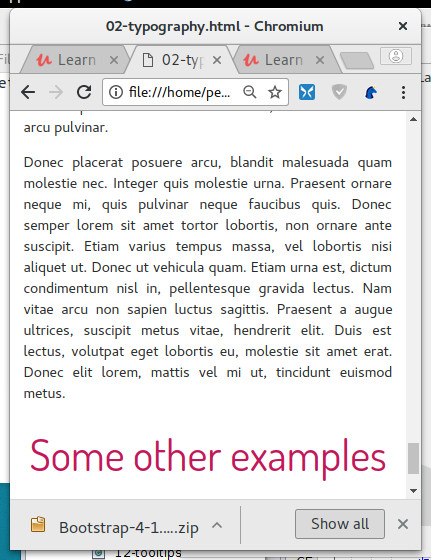 02-typography.html - Chromium
Learn
02-typ
Learn
file:///home/pe...
arcu pulvinar.
Donec placerat posuere arcu, blandit malesuada quam
molestie nec. Integer quis molestie urna. Praesent ornare
neque mi, quis pulvinar neque faucibus quis. Donec
semper lorem sit amet tortor lobortis, non ornare ante
suscipit. Etiam varius tempus massa, vel lobortis nisi
aliquet ut. Donec ut vehicula quam. Etiam urna est, dictum
condimentum nisl in, pellentesque gravida lectus. Nam
vitae arcu non sapien luctus sagittis. Praesent a augue
ultrices, suscipit metus vitae, hendrerit elit. Duis est
lectus, volutpat eget lobortis eu, molestie sit amet erat.
Donec elit lorem, mattis vel mi ut, tincidunt euismod
metus.
Some other examples
Bootstrap-4-1.....zip
Show all
12-tooltips